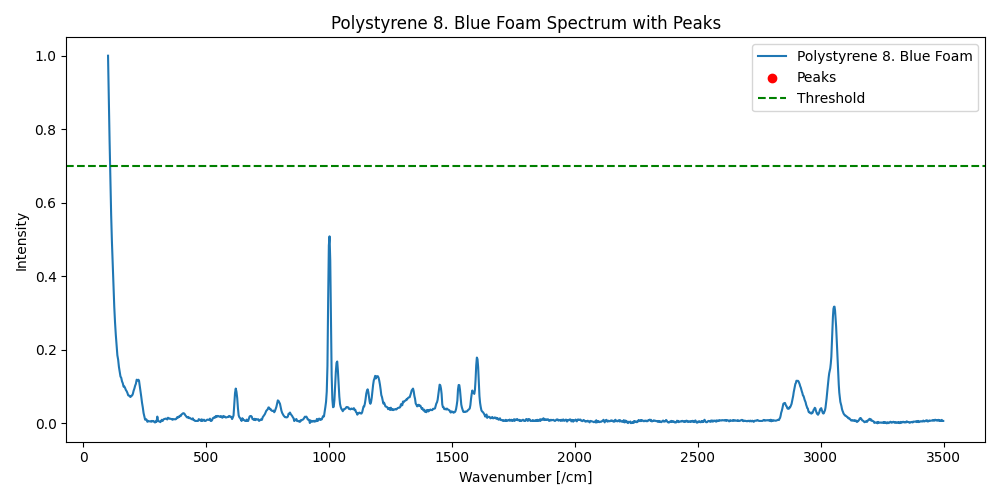 Polystyrene 8. Blue Foam Spectrum with Peaks
Polystyrene 8. Blue Foam
Peaks
Threshold
Intensity
1.0
0.8
0.6
0.4
0.2
0.0
0 500 1000 1500 2000 2500 3000 3500
Wavenumber [/cm]